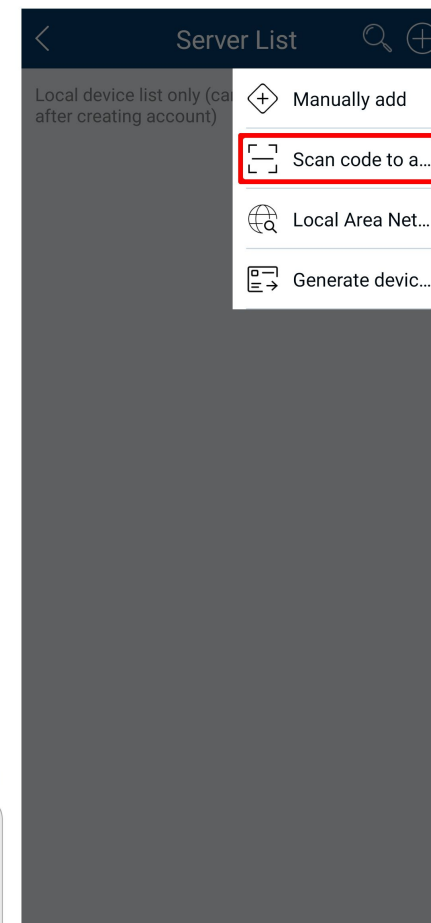 Server List
Local device list only (ca
after creating account)
Manually add
Scan code to a...
Local Area Net...
Generate devic...